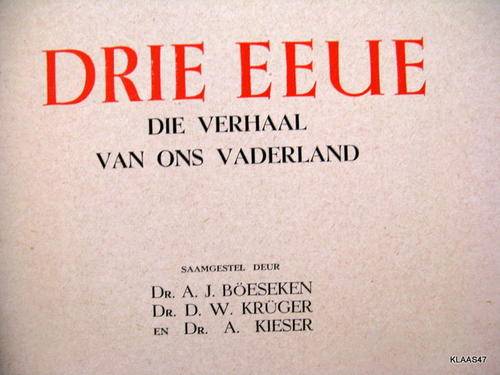 DRIE EEUE
DIE VERHAAL
VAN ONS VADERLAND
SAAMGESTEL DEUR
DR. A. J. BÖESEKEN
DR. D. W. KRÜGER
EN DR. A. KIESER
KLAAS47